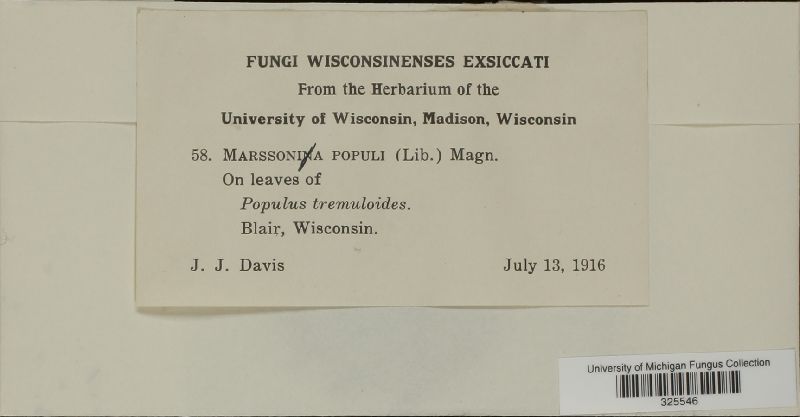 FUNGI WISCONSINENSES EXSICCATI
From the Herbarium of the
University of Wisconsin, Madison, Wisconsin
58. MARSSONINA POPULI (Lib.) Magn.
On leaves of
Populus tremuloides.
Blair, Wisconsin.
J. J. Davis July 13, 1916
University of Michigan Fungus Collection
325546